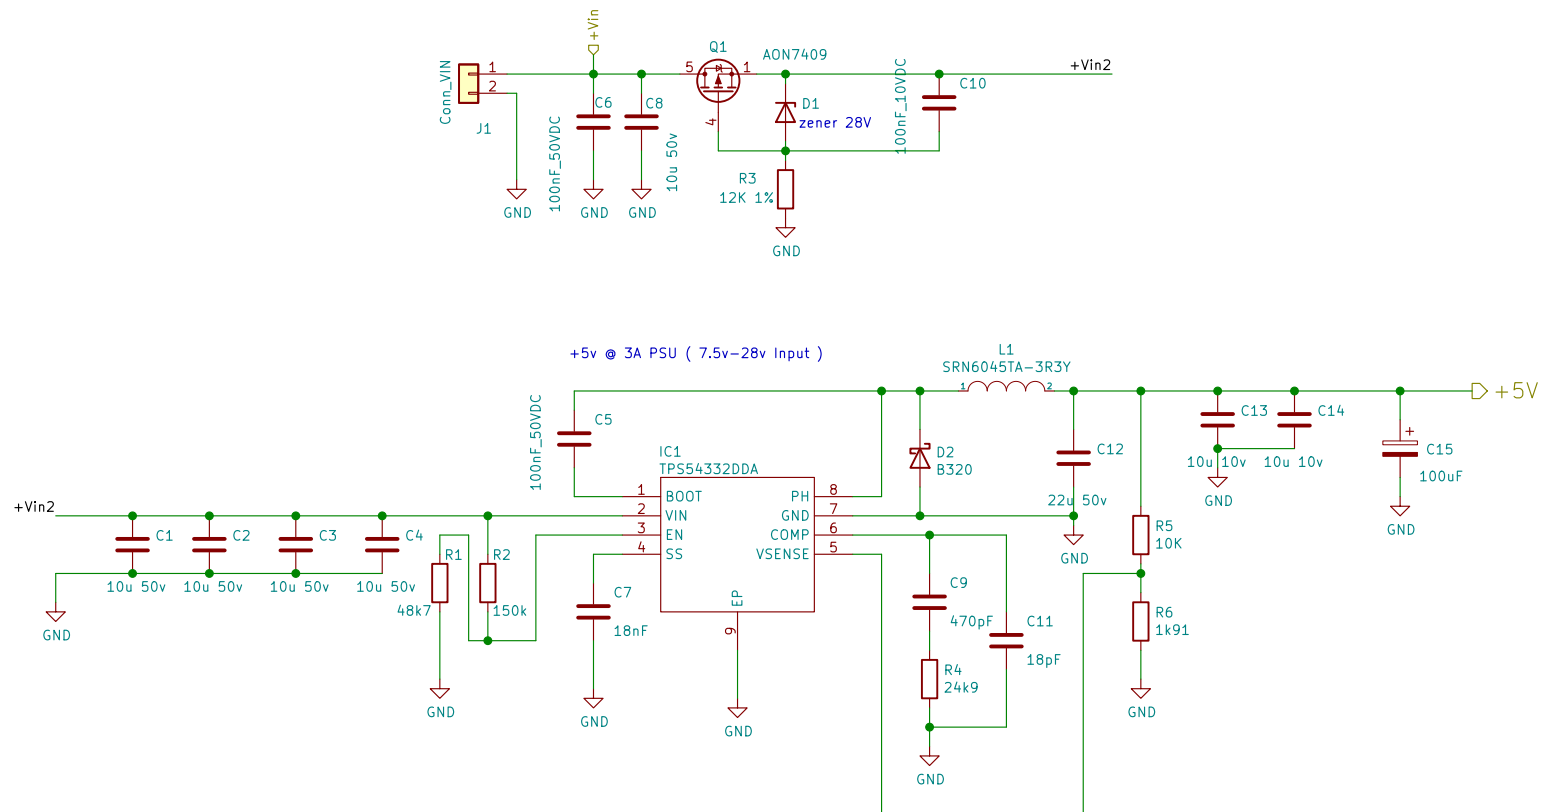 +Vin
Conn_VIN
1
2
J1
GND
C6
100nF_50VDC
GND
C8
10u 50v
GND
Q1
AON7409
5
1
4
D1
zener 28V
R3
12K 1%
GND
100nF_10VDC
C10
+Vin2
+5v @ 3A PSU ( 7.5v-28v Input )
L1
SRN6045TA-3R3Y
1
2
+5V
100nF_50VDC
C5
IC1
TPS54332DDA
1
BOOT
2
VIN
3
EN
4
SS
PH
8
GND
7
COMP
6
VSENSE
5
EP
9
GND
D2
B320
C12
22u 50v
GND
C13
10u 10v
GND
C14
10u 10v
C15
+
100uF
GND
+Vin2
C1
10u 50v
C2
10u 50v
C3
10u 50v
C4
10u 50v
GND
R1
48k7
GND
R2
150k
C7
18nF
GND
C9
470pF
C11
18pF
R4
24k9
GND
R5
10K
R6
1k91
GND